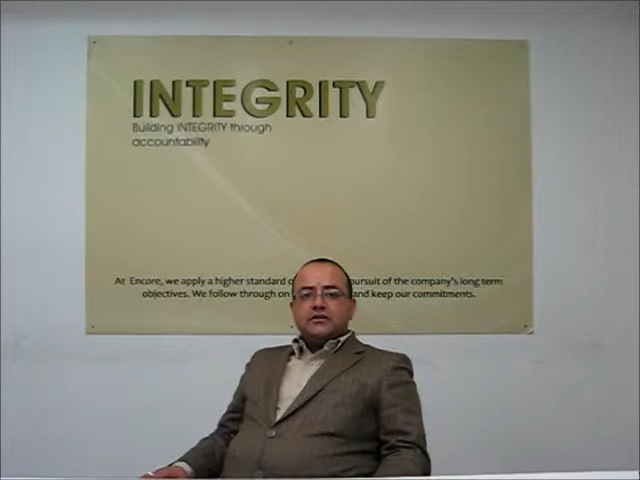 INTEGRITY
Building INTEGRITY through
accountability
At Encore, we apply a higher standard pursuit of the company's long term
objectives. We follow through on and keep our commitments.